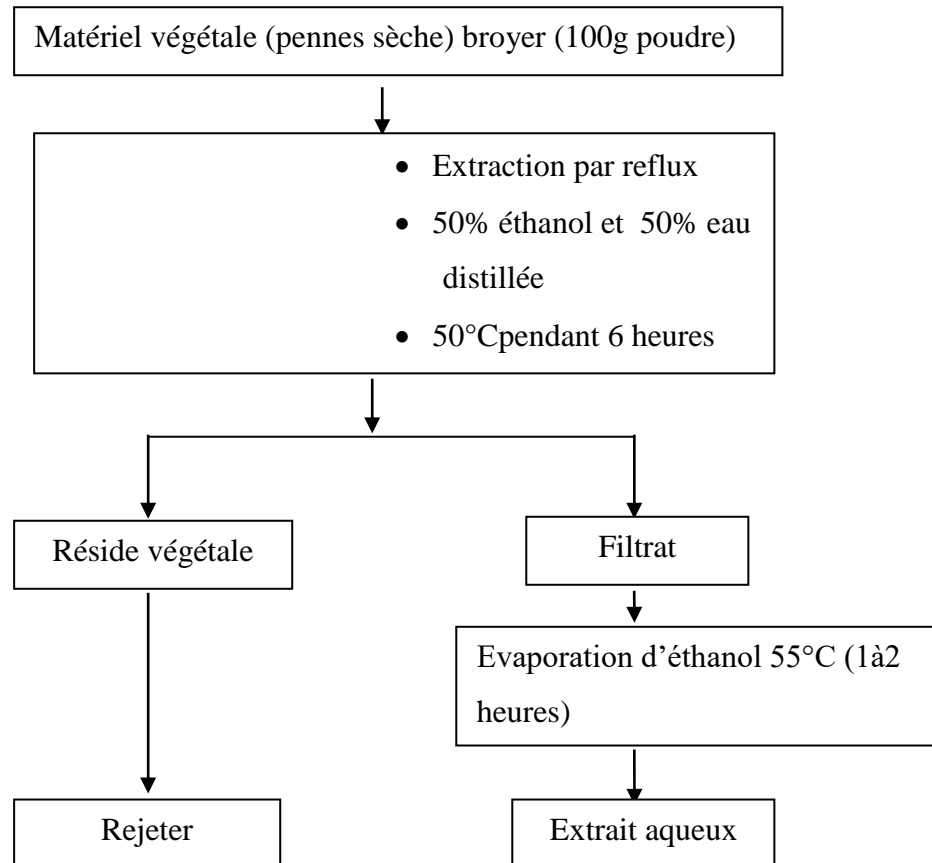 Matériel végétale (pennes sèche) broyer (100g poudre)
• Extraction par reflux
• 50% éthanol et 50% eau
distillée
• 50°Cpendant 6 heures
Réside végétale
Filtrat
Evaporation d’éthanol 55°C (1à2
heures)
Rejeter
Extrait aqueux